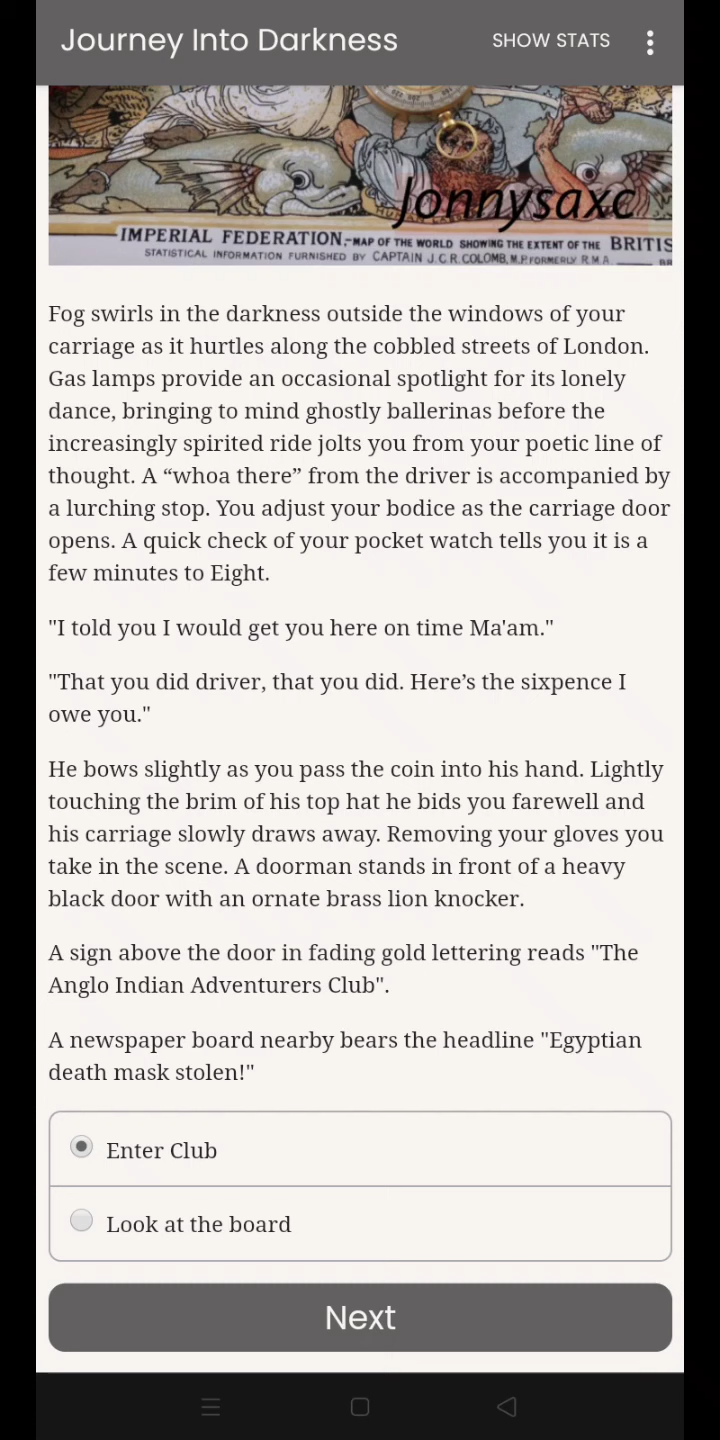 Journey Into Darkness SHOW STATS
Jonnysaxc
IMPERIAL FEDERATION,-MAP OF THE WORLD SHOWING THE EXTENT OF THE BRITIS
STATISTICAL INFORMATION FURNISHED BY CAPTAIN J.C.R.COLOMB, M.P. FORMERLY R.M.A.
Fog swirls in the darkness outside the windows of your
carriage as it hurtles along the cobbled streets of London.
Gas lamps provide an occasional spotlight for its lonely
dance, bringing to mind ghostly ballerinas before the
increasingly spirited ride jolts you from your poetic line of
thought. A “whoa there” from the driver is accompanied by
a lurching stop. You adjust your bodice as the carriage door
opens. A quick check of your pocket watch tells you it is a
few minutes to Eight.
"I told you I would get you here on time Ma'am."
"That you did driver, that you did. Here’s the sixpence I
owe you."
He bows slightly as you pass the coin into his hand. Lightly
touching the brim of his top hat he bids you farewell and
his carriage slowly draws away. Removing your gloves you
take in the scene. A doorman stands in front of a heavy
black door with an ornate brass lion knocker.
A sign above the door in fading gold lettering reads "The
Anglo Indian Adventurers Club".
A newspaper board nearby bears the headline "Egyptian
death mask stolen!"
Enter Club
Look at the board
Next